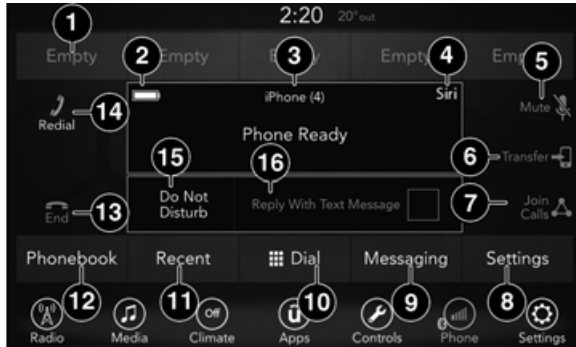 2:20 20°out
1
Empty Empty Empty Empty Empty
2 3 4 5
iPhone (4) Siri
Mute
14
Redial
Phone Ready
6
Transfer
15 16
Do Not
Disturb
Reply With Text Message
7
Join
Calls
13
End
Phonebook Recent Dial Messaging Settings
12 11 10 9 8
Off
Radio Media Climate Apps Controls Phone Settings